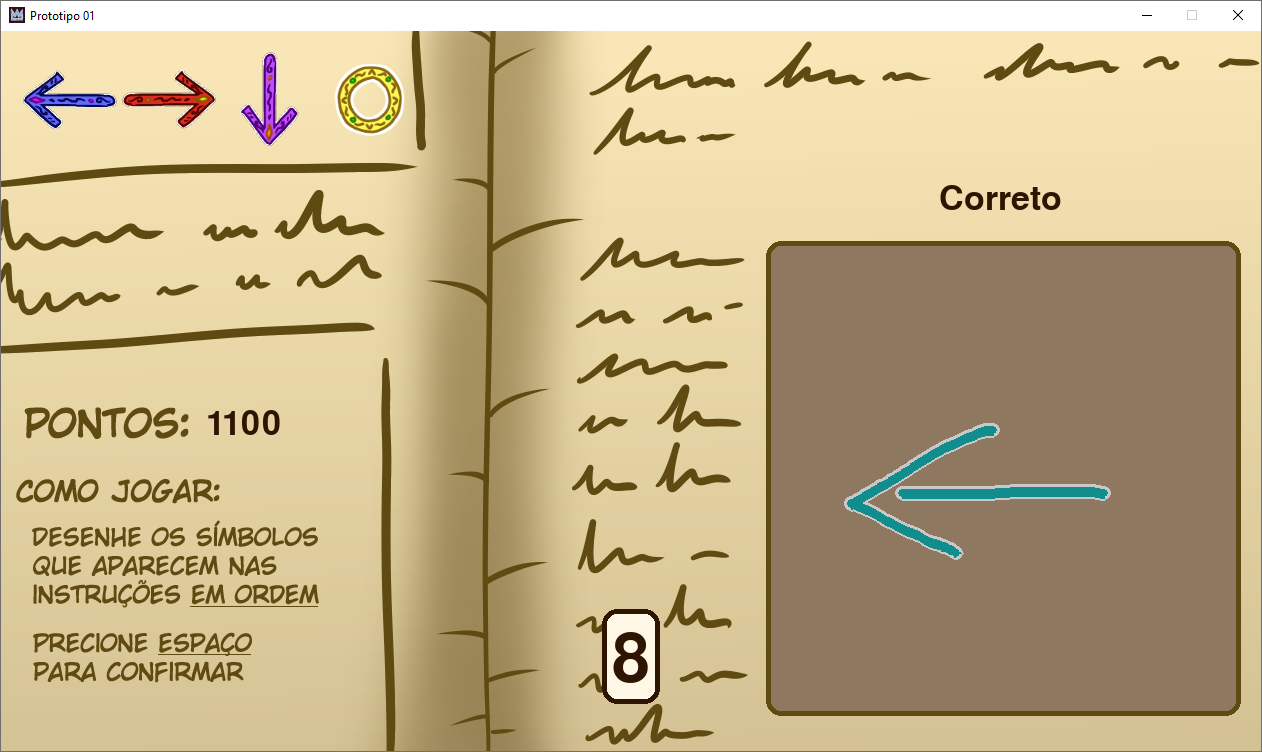 Prototipo 01
PONTOS: 1100
COMO JOGAR:
DESENHE OS SÍMBOLOS
QUE APARECEM NAS
INSTRUÇÕES EM ORDEM
PRECIONE ESPAÇO
PARA CONFIRMAR
Correto
8